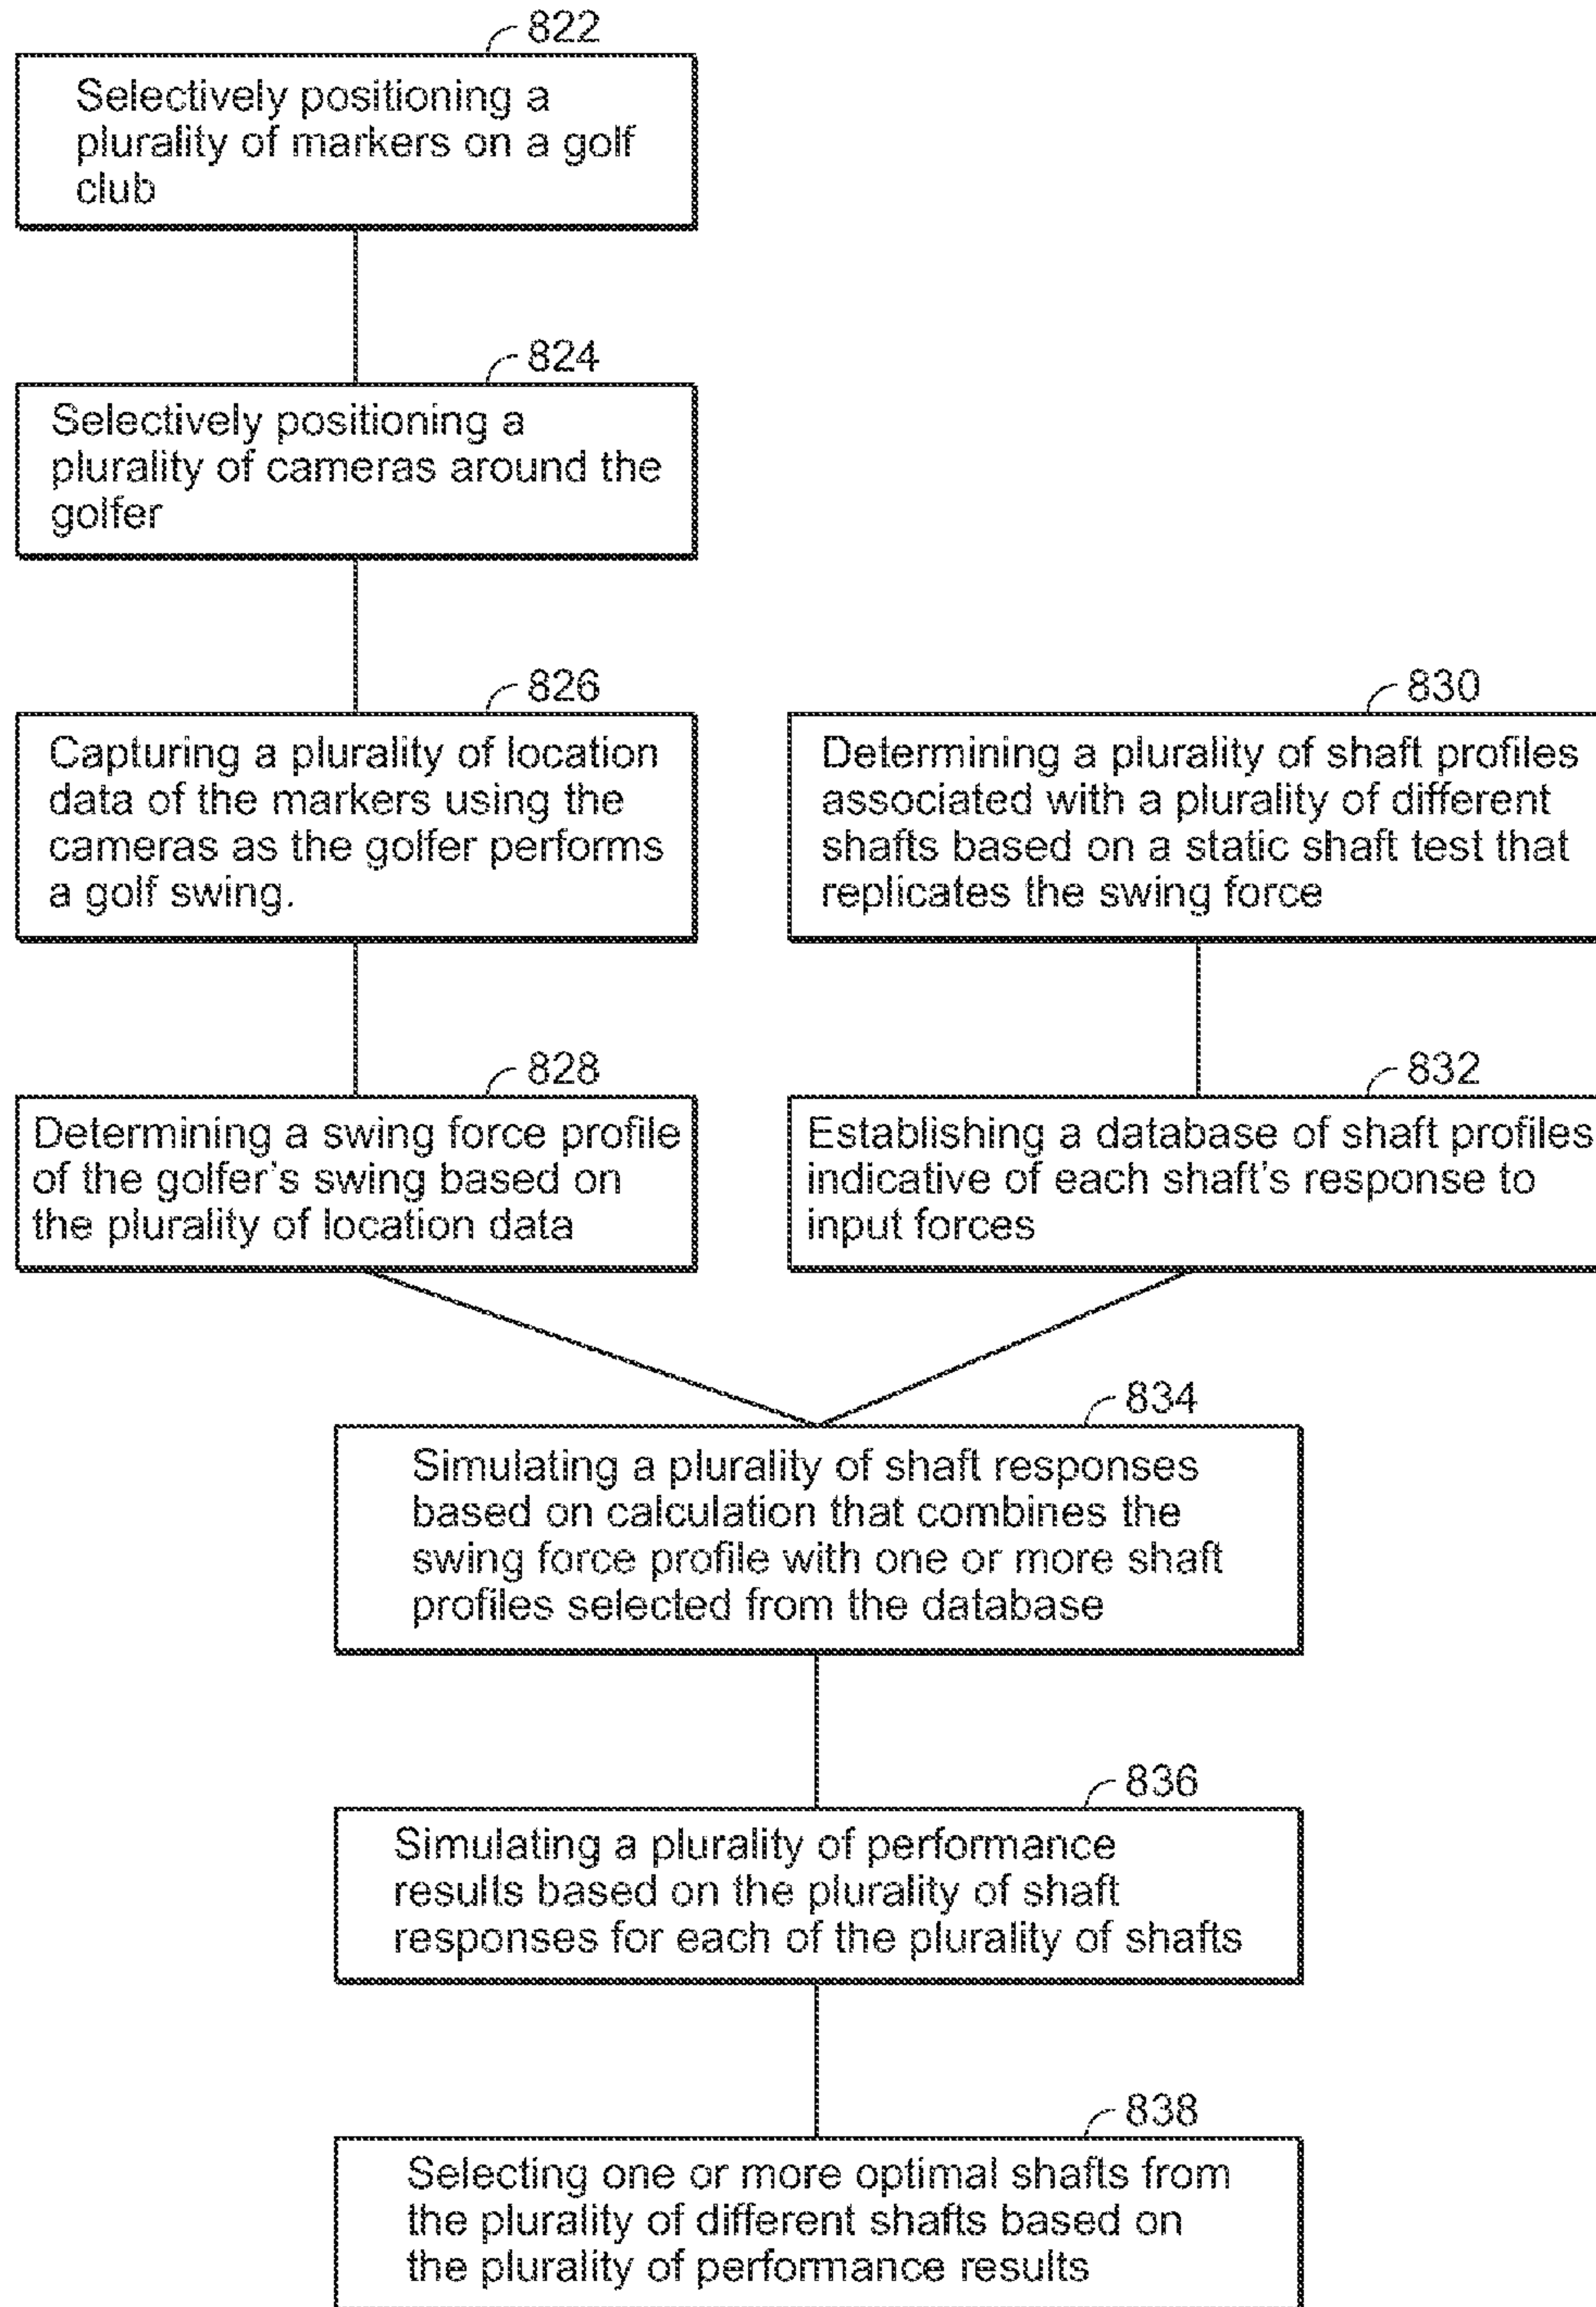 822
Selectively positioning a
plurality of markers on a golf
club
824
Selectively positioning a
plurality of cameras around the
golfer
826
Capturing a plurality of location
data of the markers using the
cameras as the golfer performs
a golf swing.
828
Determining a swing force profile
of the golfer's swing based on
the plurality of location data
830
Determining a plurality of shaft profiles
associated with a plurality of different
shafts based on a static shaft test that
replicates the swing force
832
Establishing a database of shaft profiles
indicative of each shaft's response to
input forces
834
Simulating a plurality of shaft responses
based on calculation that combines the
swing force profile with one or more shaft
profiles selected from the database
836
Simulating a plurality of performance
results based on the plurality of shaft
responses for each of the plurality of shafts
838
Selecting one or more optimal shafts from
the plurality of different shafts based on
the plurality of performance results